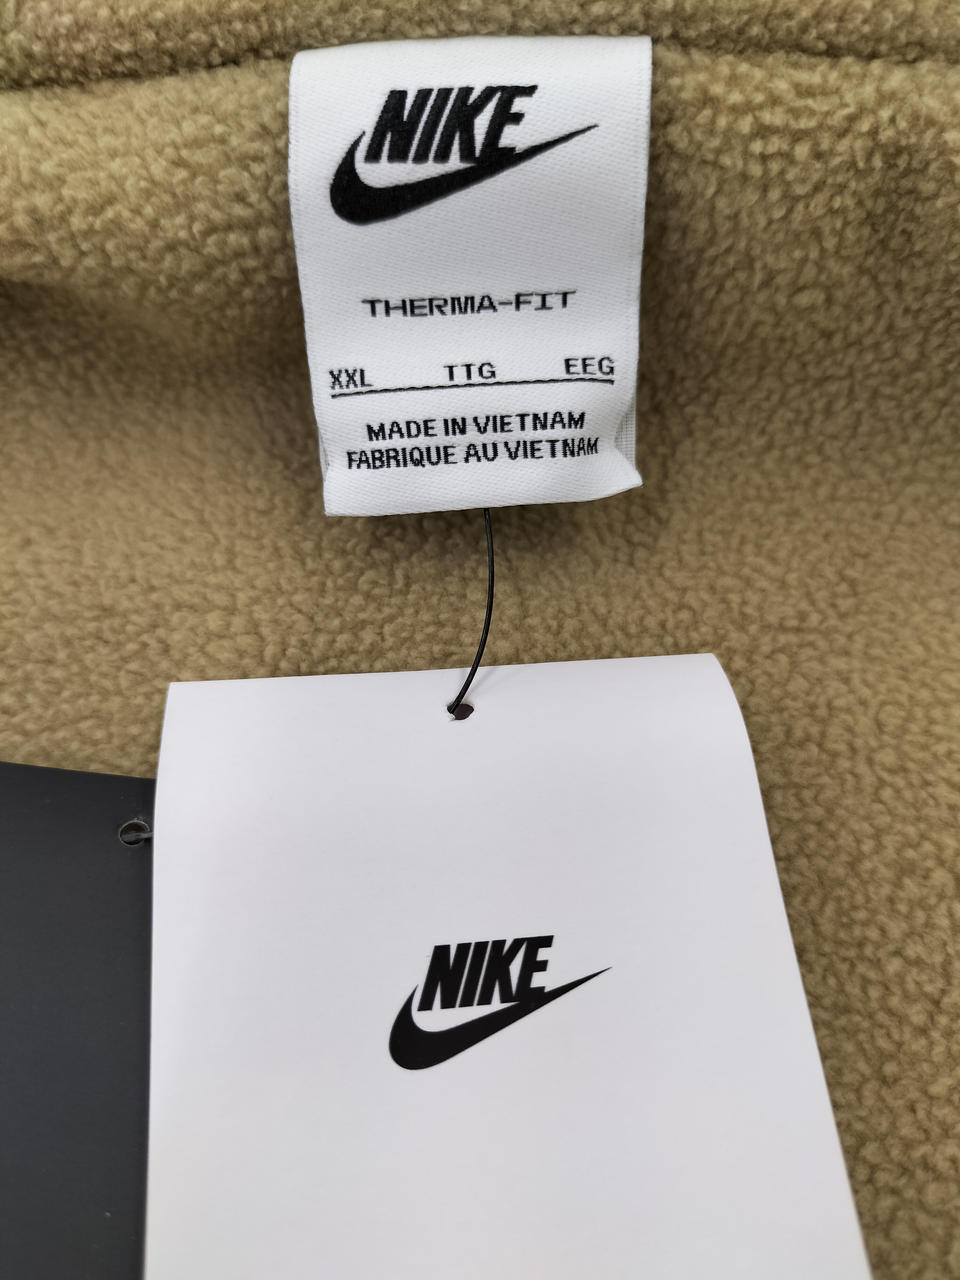 NIKE
THERMA-FIT
XXL TTG EEG
MADE IN VIETNAM
FABRIQUE AU VIETNAM
NIKE